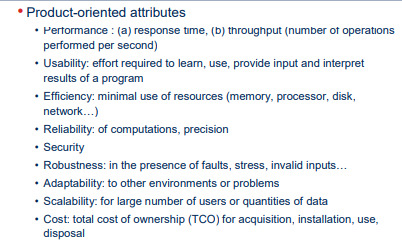 • Product-oriented attributes
• Performance : (a) response time, (b) throughput (number of operations
performed per second)
• Usability: effort required to learn, use, provide input and interpret
results of a program
• Efficiency: minimal use of resources (memory, processor, disk,
network…)
• Reliability: of computations, precision
• Security
• Robustness: in the presence of faults, stress, invalid inputs…
• Adaptability: to other environments or problems
• Scalability: for large number of users or quantities of data
• Cost: total cost of ownership (TCO) for acquisition, installation, use,
disposal